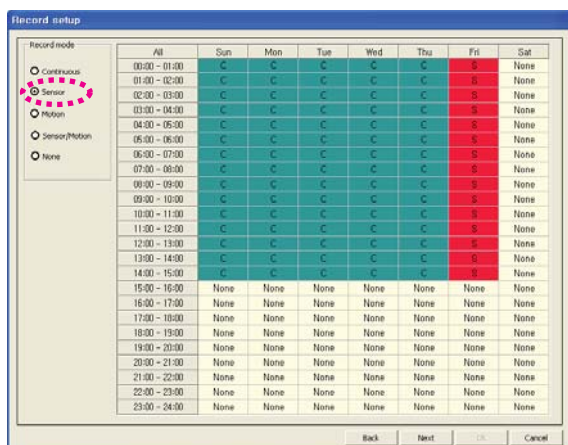 Record setup
Record mode
Continuous
Sensor
Motion
Sensor/Motion
None
All Sun Mon Tue Wed Thu Fri Sat
00:00 - 01:00 C C C C C S None
01:00 - 02:00 C C C C C S None
02:00 - 03:00 C C C C C S None
03:00 - 04:00 C C C C C S None
04:00 - 05:00 C C C C C S None
05:00 - 06:00 C C C C C S None
06:00 - 07:00 C C C C C S None
07:00 - 08:00 C C C C C S None
08:00 - 09:00 C C C C C S None
09:00 - 10:00 C C C C C S None
10:00 - 11:00 C C C C C S None
11:00 - 12:00 C C C C C S None
12:00 - 13:00 C C C C C S None
13:00 - 14:00 C C C C C S None
14:00 - 15:00 C C C C C S None
15:00 - 16:00 None None None None None None None
16:00 - 17:00 None None None None None None None
17:00 - 18:00 None None None None None None None
18:00 - 19:00 None None None None None None None
19:00 - 20:00 None None None None None None None
20:00 - 21:00 None None None None None None None
21:00 - 22:00 None None None None None None None
22:00 - 23:00 None None None None None None None
23:00 - 24:00 None None None None None None None
Back Next OK Cancel